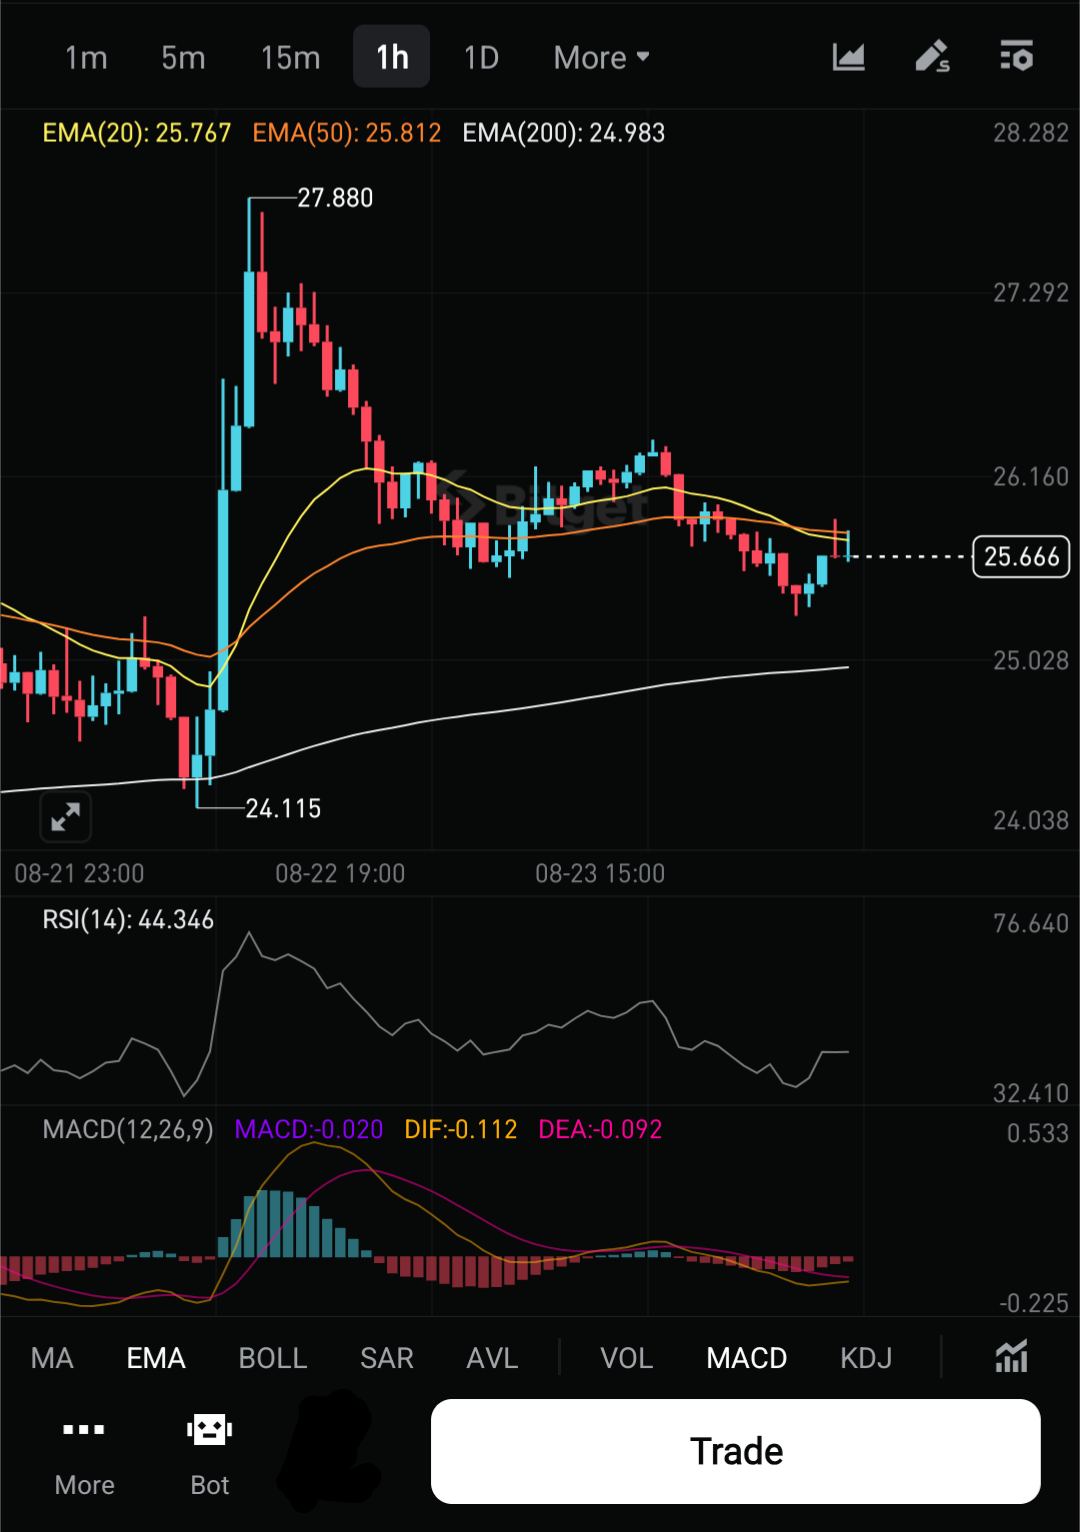 1m 5m 15m 1h 1D More
EMA(20): 25.767 EMA(50): 25.812 EMA(200): 24.983
28.282
27.880
27.292
26.160
Bitget
25.666
25.028
24.115
24.038
08-21 23:00 08-22 19:00 08-23 15:00
RSI(14): 44.346
76.640
32.410
MACD(12,26,9) MACD:-0.020 DIF:-0.112 DEA:-0.092
0.533
-0.225
MA EMA BOLL SAR AVL VOL MACD KDJ
More Bot Trade